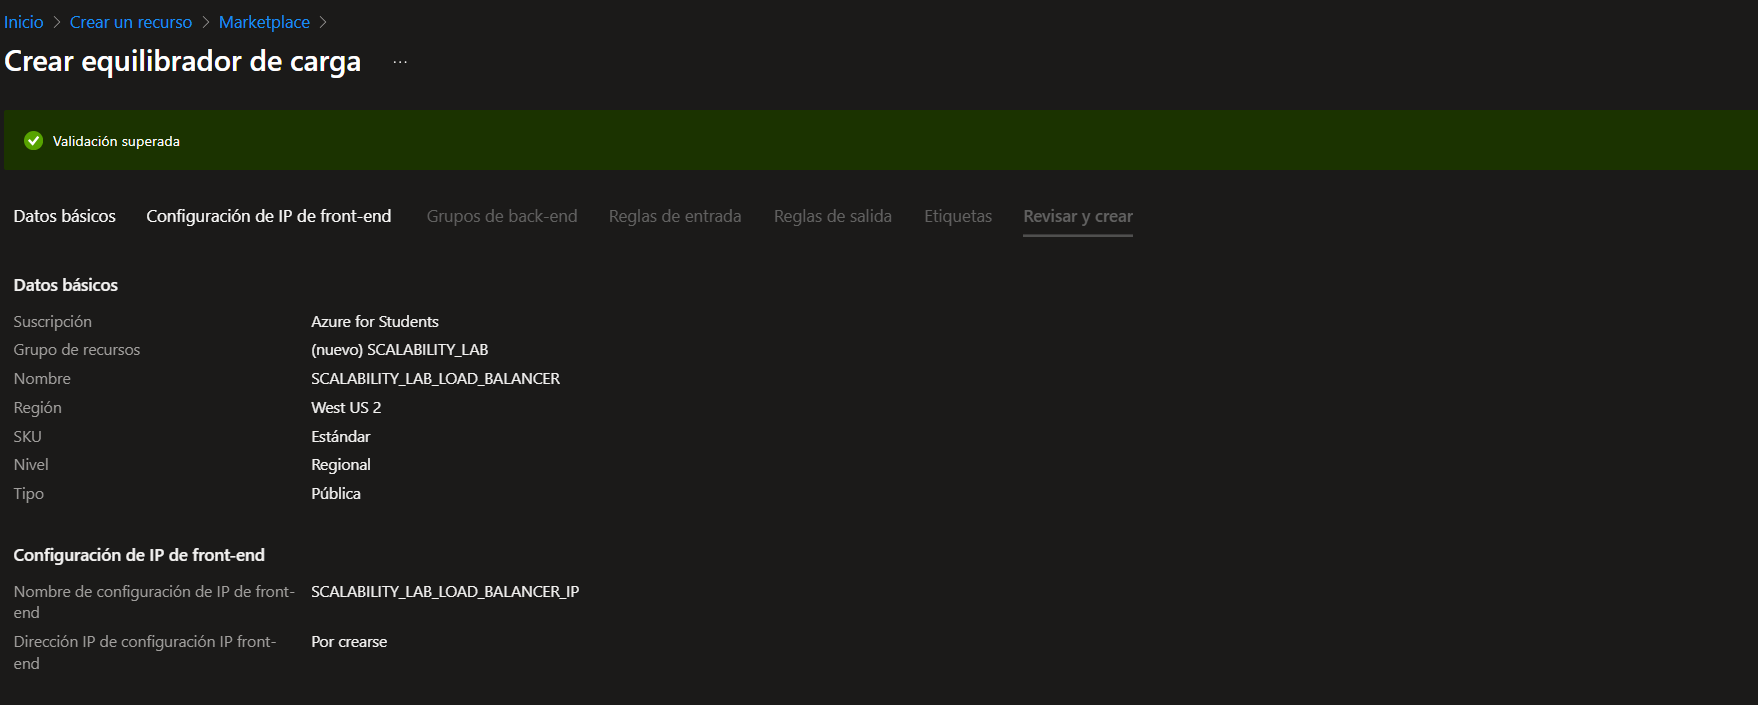 Inicio > Crear un recurso > Marketplace >
Crear equilibrador de carga ...
Validación superada
Datos básicos Configuración de IP de front-end Grupos de back-end Reglas de entrada Reglas de salida Etiquetas Revisar y crear
Datos básicos
Suscripción Azure for Students
Grupo de recursos (nuevo) SCALABILITY_LAB
Nombre SCALABILITY_LAB_LOAD_BALANCER
Región West US 2
SKU Estándar
Nivel Regional
Tipo Pública
Configuración de IP de front-end
Nombre de configuración de IP de front- SCALABILITY_LAB_LOAD_BALANCER_IP
end
Dirección IP de configuración IP front- Por crearse
end